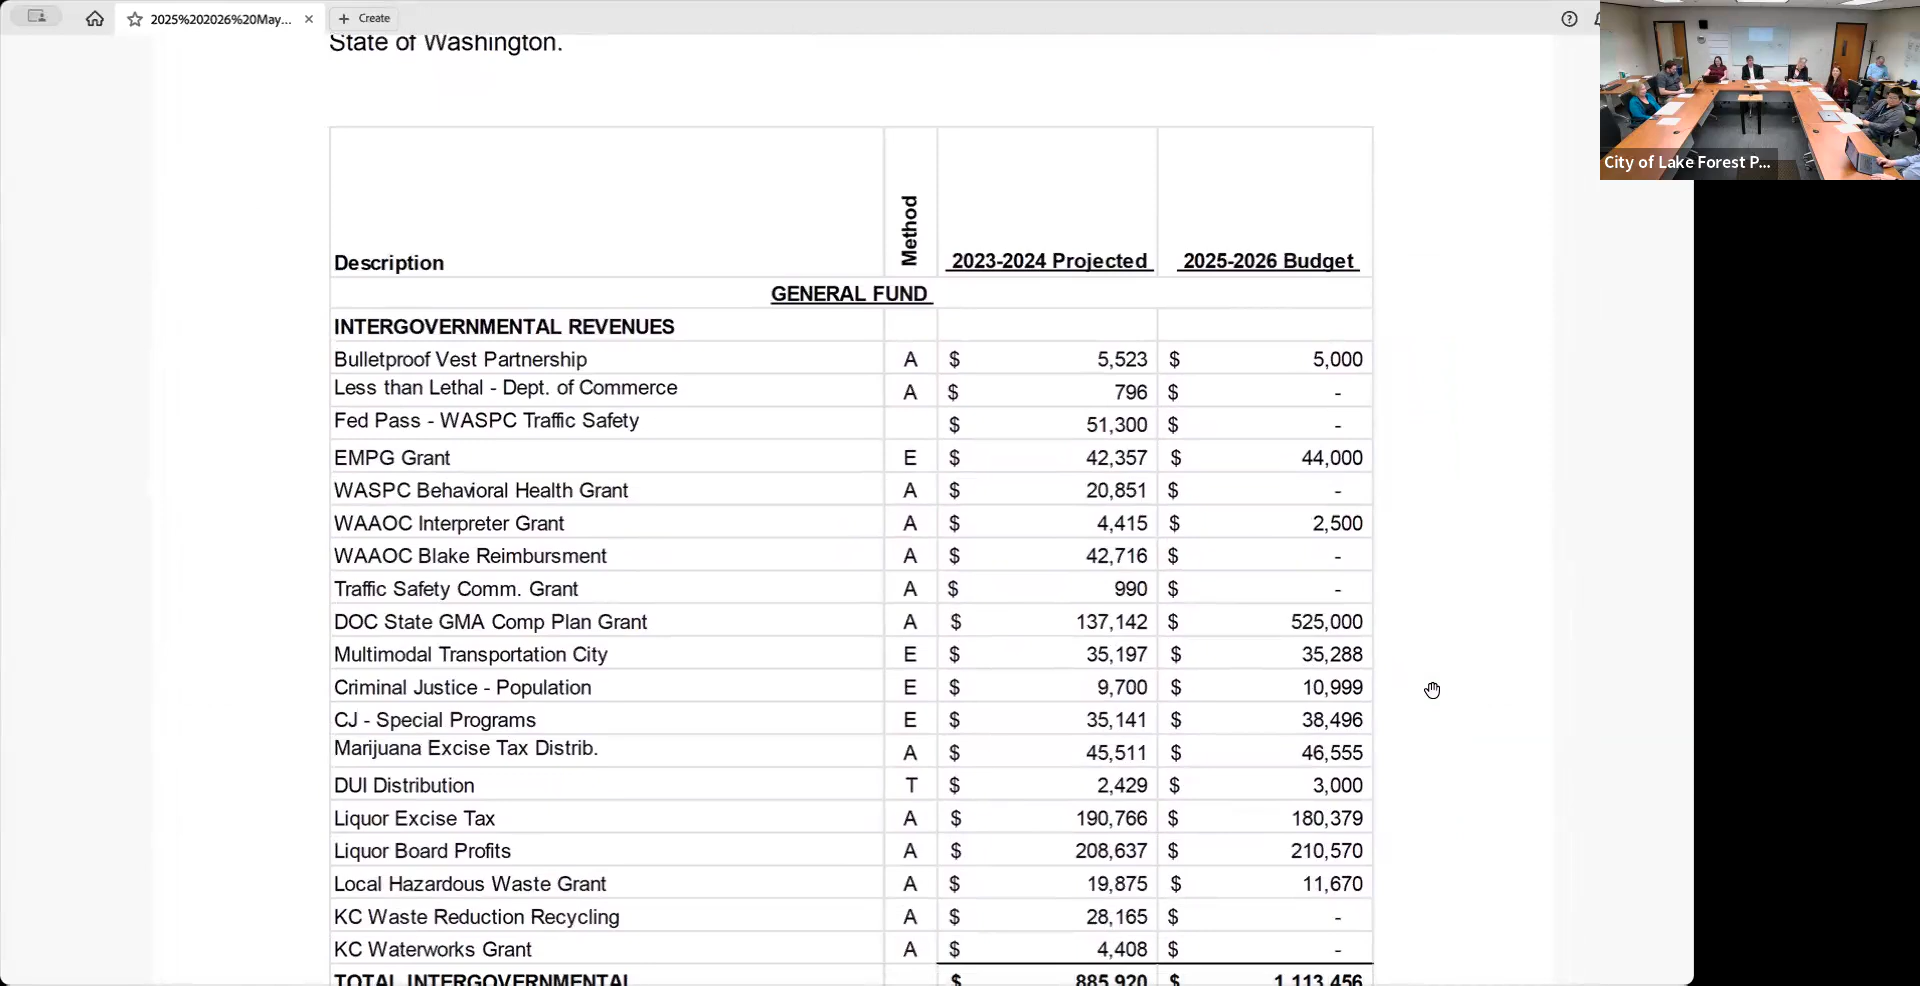 2025%202026%20May...
Create
State of Washington.
City of Lake Forest P...
Description Method 2023-2024 Projected 2025-2026 Budget
GENERAL FUND
INTERGOVERNMENTAL REVENUES
Bulletproof Vest Partnership A $ 5,523 $ 5,000
Less than Lethal - Dept. of Commerce A $ 796 $ -
Fed Pass - WASPC Traffic Safety $ 51,300 $ -
EMPG Grant E $ 42,357 $ 44,000
WASPC Behavioral Health Grant A $ 20,851 $ -
WAAOC Interpreter Grant A $ 4,415 $ 2,500
WAAOC Blake Reimbursment A $ 42,716 $ -
Traffic Safety Comm. Grant A $ 990 $ -
DOC State GMA Comp Plan Grant A $ 137,142 $ 525,000
Multimodal Transportation City E $ 35,197 $ 35,288
Criminal Justice - Population E $ 9,700 $ 10,999
CJ - Special Programs E $ 35,141 $ 38,496
Marijuana Excise Tax Distrib. A $ 45,511 $ 46,555
DUI Distribution T $ 2,429 $ 3,000
Liquor Excise Tax A $ 190,766 $ 180,379
Liquor Board Profits A $ 208,637 $ 210,570
Local Hazardous Waste Grant A $ 19,875 $ 11,670
KC Waste Reduction Recycling A $ 28,165 $ -
KC Waterworks Grant A $ 4,408 $ -
TOTAL INTERGOVERNMENTAL $ 885,920 $ 1,113,456